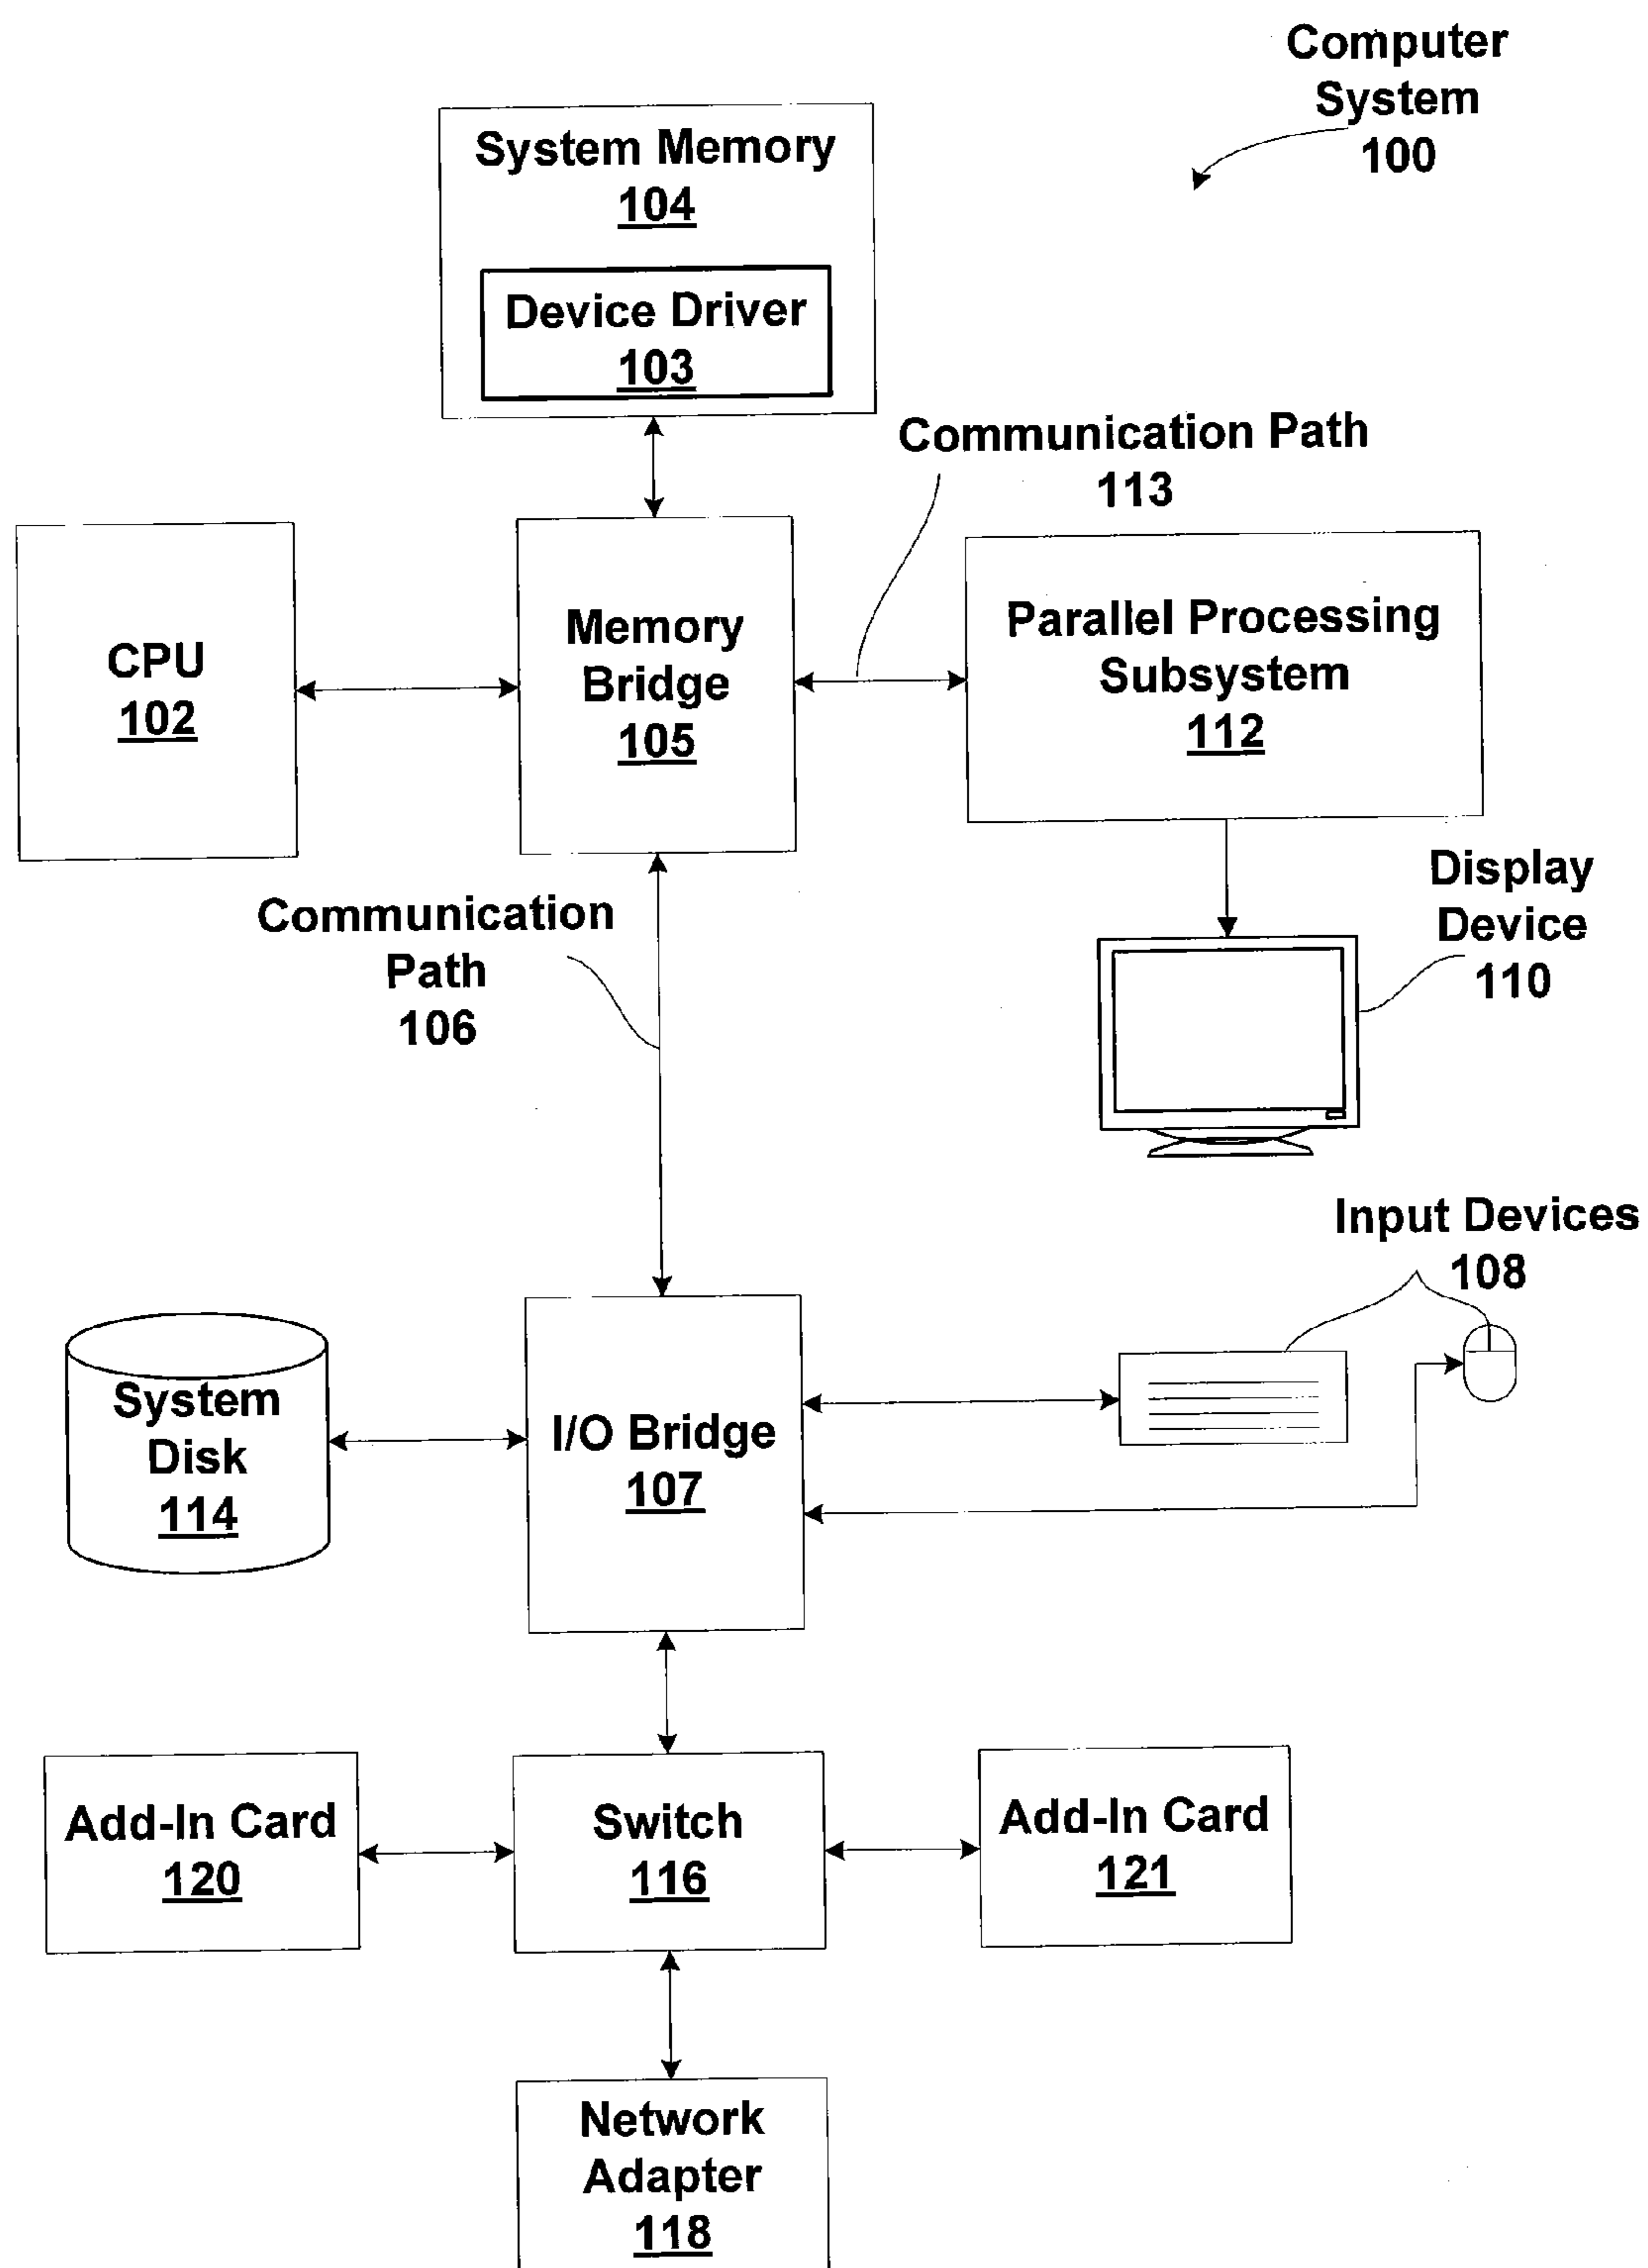 Computer
System
100
System Memory
104
Device Driver
103
Communication Path
113
CPU
102
Memory
Bridge
105
Parallel Processing
Subsystem
112
Communication
Path
106
Display
Device
110
Input Devices
108
System
Disk
114
I/O Bridge
107
Add-In Card
120
Switch
116
Add-In Card
121
Network
Adapter
118